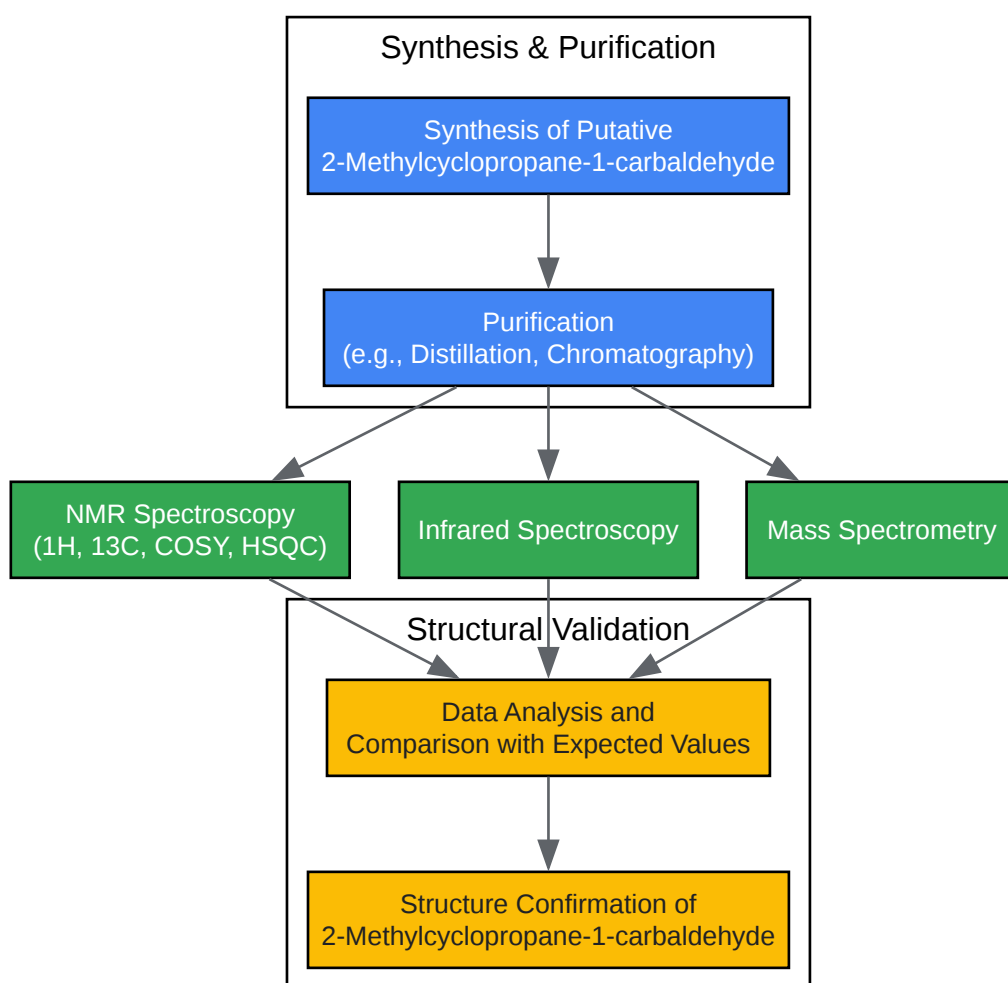 Synthesis & Purification
Synthesis of Putative
2-Methylcyclopropane-1-carbaldehyde
Purification
(e.g., Distillation, Chromatography)
NMR Spectroscopy
(1H, 13C, COSY, HSQC)
Infrared Spectroscopy
Mass Spectrometry
Structural Validation
Data Analysis and
Comparison with Expected Values
Structure Confirmation of
2-Methylcyclopropane-1-carbaldehyde